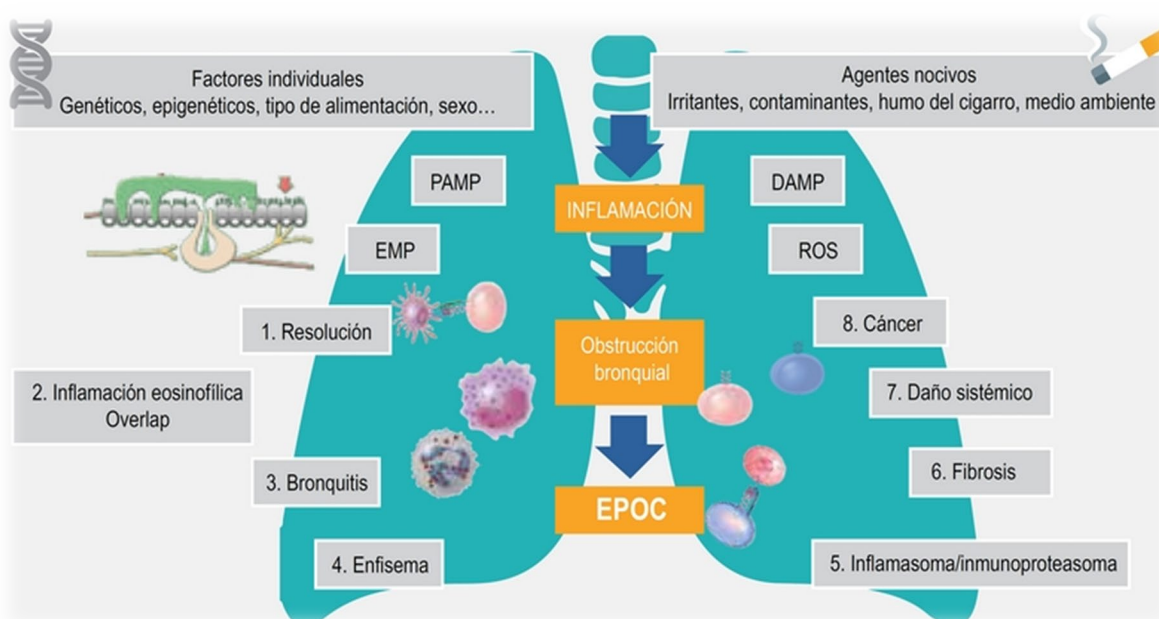 Factores individuales
Genéticos, epigenéticos, tipo de alimentación, sexo...
Agentes nocivos
Irritantes, contaminantes, humo del cigarro, medio ambiente
PAMP
INFLAMACIÓN
DAMP
EMP
ROS
1. Resolución
Obstrucción
bronquial
8. Cáncer
2. Inflamación eosinofílica
Overlap
7. Daño sistémico
3. Bronquitis
EPOC
6. Fibrosis
4. Enfisema
5. Inflamasoma/inmunoproteasoma